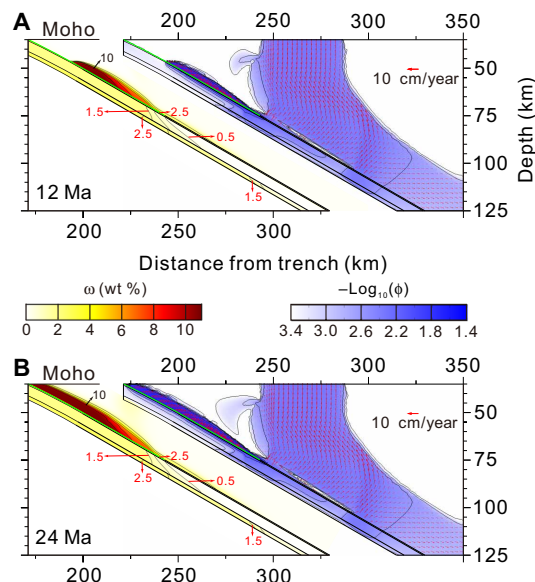 A
200 250 300 350
Moho
10
1.5
2.5
2.5
0.5
1.5
10 cm/year
50
75
100
125
Depth (km)
12 Ma
200 250 300 350
Distance from trench (km)
ω (wt %)
0 2 4 6 8 10
−Log10(ϕ)
3.4 3.0 2.6 2.2 1.8 1.4
B
200 250 300 350
Moho
10
1.5
2.5
2.5
0.5
1.5
10 cm/year
50
75
100
125
24 Ma
200 250 300 350